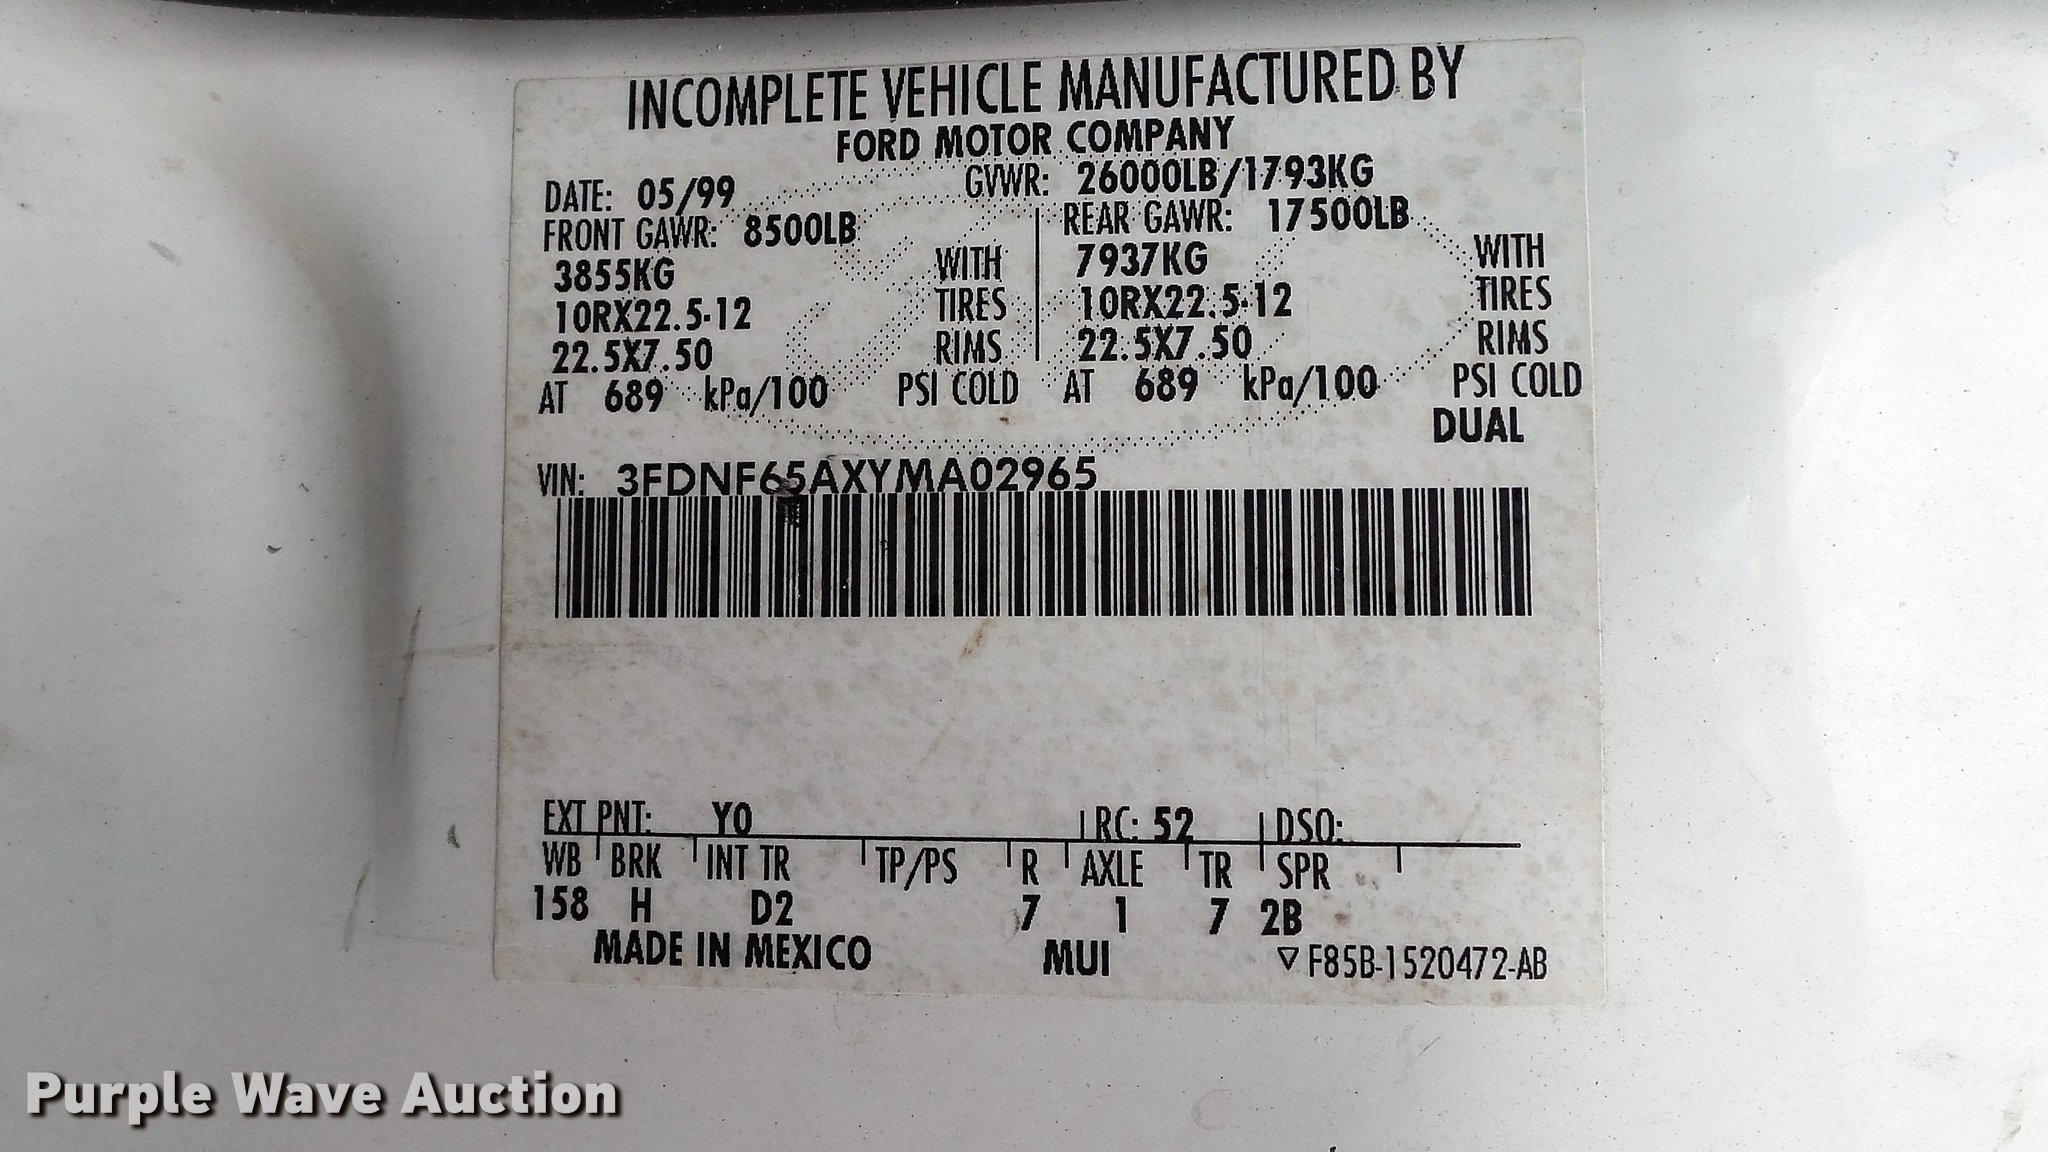 INCOMPLETE VEHICLE MANUFACTURED BY
FORD MOTOR COMPANY
DATE: 05/99 GVWR: 26000LB/1793KG
FRONT GAWR: 8500LB REAR GAWR: 17500LB
3855KG WITH 7937KG WITH
10RX22.5-12 TIRES 10RX22.5-12 TIRES
22.5X7.50 RIMS 22.5X7.50 RIMS
AT 689 kPa/100 PSI COLD AT 689 kPa/100 PSI COLD
DUAL
VIN: 3FDNF65AXYMA02965
EXT PNT: YO RC: 52 DSO:
WB BRK INT TR TP/PS R AXLE TR SPR
158 H D2 7 1 7 2B
MADE IN MEXICO MUI ▽F85B-1520472-AB
Purple Wave Auction